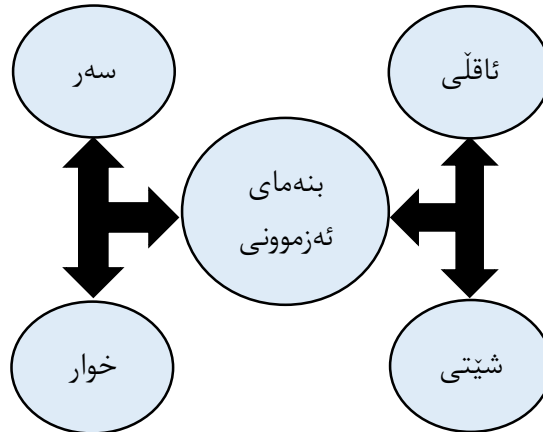 ئاقڵی
سەر
بنەمای
ئەزموونی
شێتی
خوار